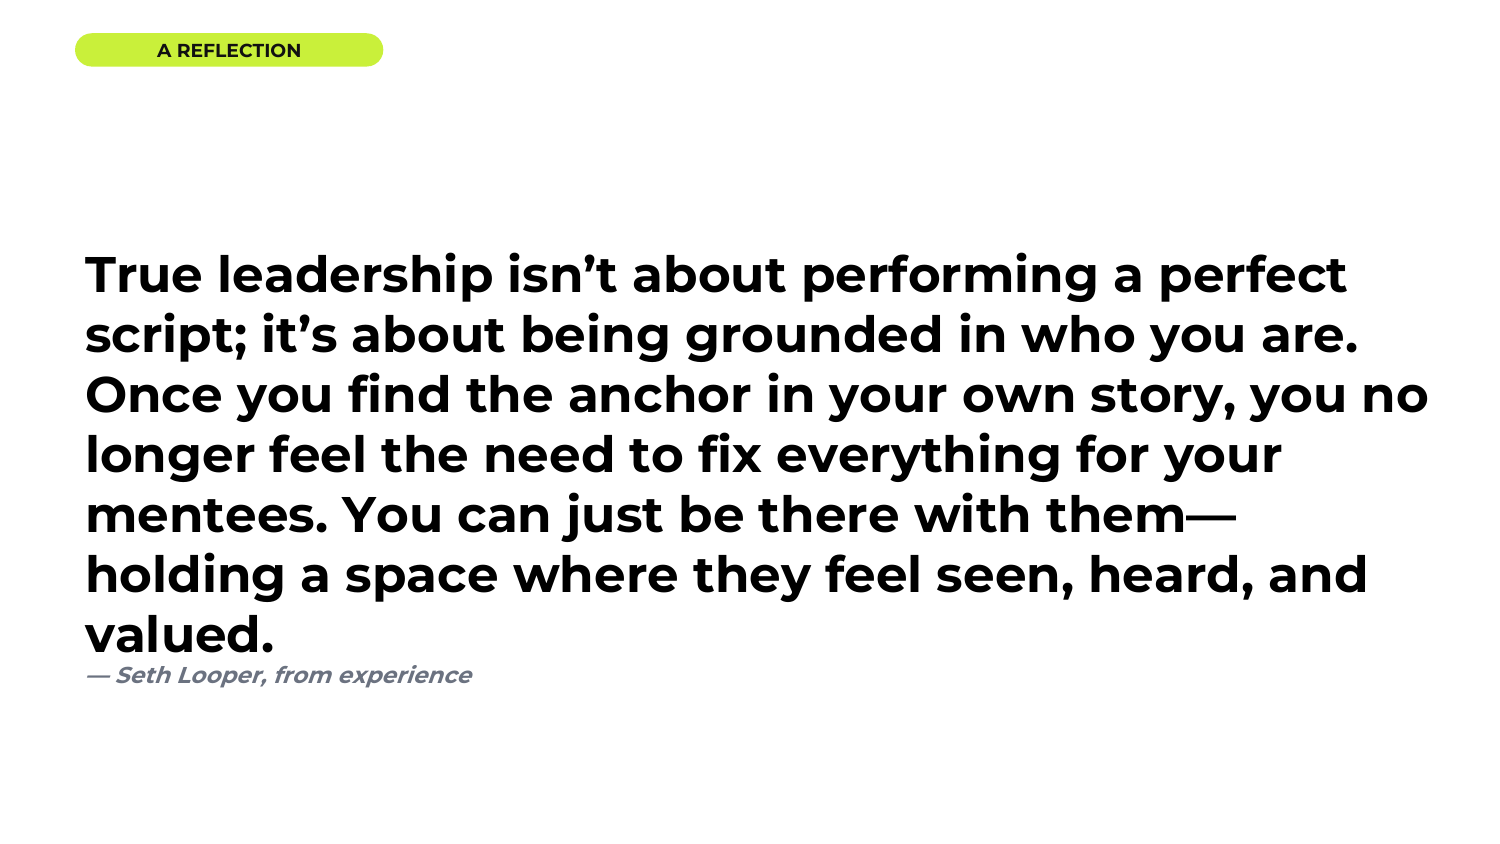 A REFLECTION
True leadership isn’t about performing a perfect
script; it’s about being grounded in who you are.
Once you find the anchor in your own story, you no
longer feel the need to fix everything for your
mentees. You can just be there with them—
holding a space where they feel seen, heard, and
valued.
— Seth Looper, from experience